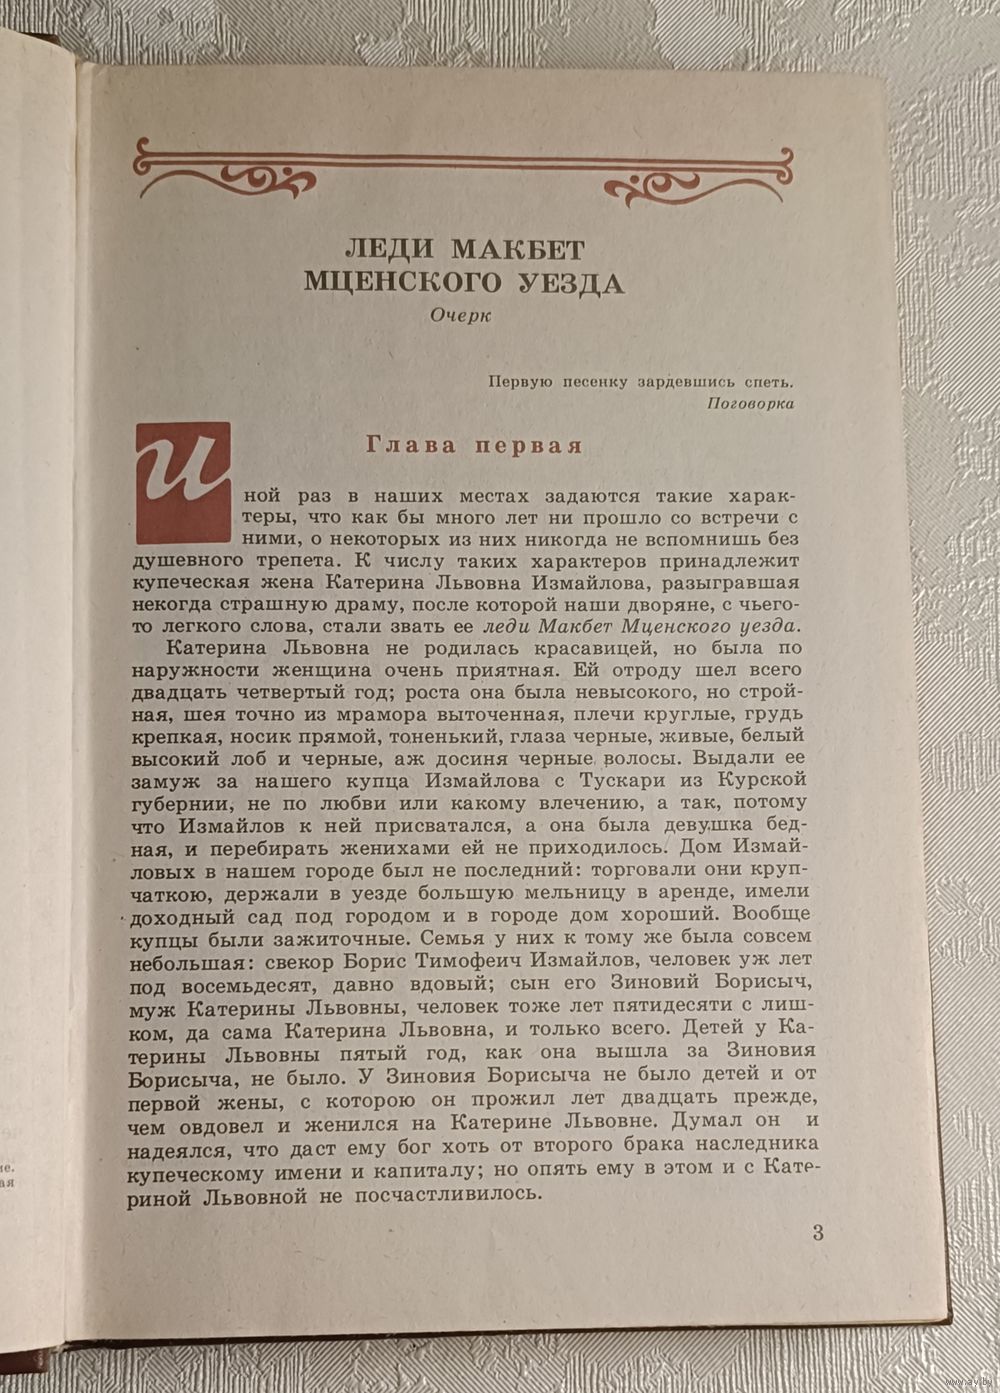 ЛЕДИ МАКБЕТ
МЦЕНСКОГО УЕЗДА
Очерк
Первую песенку зардевшись спеть.
Поговорка
Глава первая
Иной раз в наших местах задаются такие харак-
теры, что как бы много лет ни прошло со встречи с
ними, о некоторых из них никогда не вспомнишь без
душевного трепета. К числу таких характеров принадлежит
купеческая жена Катерина Львовна Измайлова, разыгравшая
некогда страшную драму, после которой наши дворяне, с чьего-
то легкого слова, стали звать ее леди Макбет Мценского уезда.
Катерина Львовна не родилась красавицей, но была по
наружности женщина очень приятная. Ей отроду шел всего
двадцать четвертый год; роста она была невысокого, но строй-
ная, шея точно из мрамора выточенная, плечи круглые, грудь
крепкая, носик прямой, тоненький, глаза черные, живые, белый
высокий лоб и черные, аж досиня черные волосы. Выдали ее
замуж за нашего купца Измайлова с Тускари из Курской
губернии, не по любви или какому влечению, а так, потому
что Измайлов к ней присватался, а она была девушка бед-
ная, и перебирать женихами ей не приходилось. Дом Измай-
ловых в нашем городе был не последний: торговали они круп-
чаткою, держали в уезде большую мельницу в аренде, имели
доходный сад под городом и в городе дом хороший. Вообще
купцы были зажиточные. Семья у них к тому же была совсем
небольшая: свекор Борис Тимофеич Измайлов, человек уж лет
под восемьдесят, давно вдовый; сын его Зиновий Борисыч,
муж Катерины Львовны, человек тоже лет пятидесяти с лиш-
ком, да сама Катерина Львовна, и только всего. Детей у Ка-
терины Львовны пятый год, как она вышла за Зиновия
Борисыча, не было. У Зиновия Борисыча не было детей и от
первой жены, с которою он прожил лет двадцать прежде,
чем овдовел и женился на Катерине Львовне. Думал он и
надеялся, что даст ему бог хоть от второго брака наследника
купеческому имени и капиталу; но опять ему в этом и с Кате-
риной Львовной не посчастливилось.
3
www.ay.by